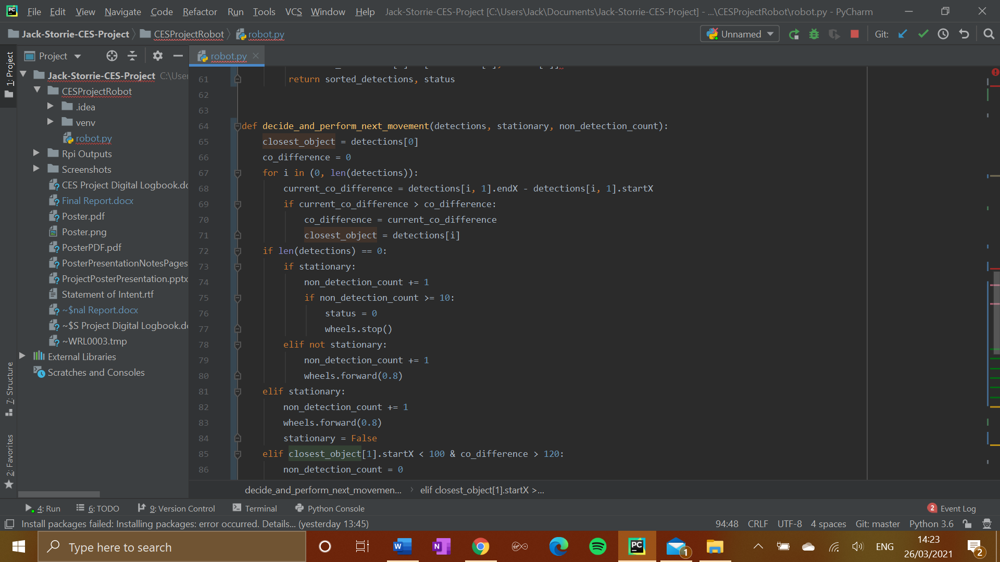 File Edit View Navigate Code Refactor Run Tools VCS Window Help Jack-Storrie-CES-Project [C:\Users\Jack\Documents\Jack-Storrie-CES-Project] - ...\CESProjectRobot\robot.py - PyCharm
Jack-Storrie-CES-Project CESProjectRobot robot.py Unnamed Git:
Project robot.py
1: Project
Jack-Storrie-CES-Project C:\User
CESProjectRobot
.idea
venv
robot.py
Rpi Outputs
Screenshots
CES Project Digital Logbook.do
Final Report.docx
Poster.pdf
Poster.png
PosterPDF.pdf
PosterPresentationNotesPages
ProjectPosterPresentation.pptx
Statement of Intent.rtf
~$nal Report.docx
~$S Project Digital Logbook.do
~WRL0003.tmp
External Libraries
Scratches and Consoles
7: Structure
2: Favorites
61 return sorted_detections, status
62
63
64 def decide_and_perform_next_movement(detections, stationary, non_detection_count):
65 closest_object = detections[0]
66 co_difference = 0
67 for i in (0, len(detections)):
68 current_co_difference = detections[i, 1].endX - detections[i, 1].startX
69 if current_co_difference > co_difference:
70 co_difference = current_co_difference
71 closest_object = detections[i]
72 if len(detections) == 0:
73 if stationary:
74 non_detection_count += 1
75 if non_detection_count >= 10:
76 status = 0
77 wheels.stop()
78 elif not stationary:
79 non_detection_count += 1
80 wheels.forward(0.8)
81 elif stationary:
82 non_detection_count += 1
83 wheels.forward(0.8)
84 stationary = False
85 elif closest_object[1].startX < 100 & co_difference > 120:
86 non_detection_count = 0
decide_and_perform_next_movemen... elif closest_object[1].startX >...
4: Run 6: TODO 9: Version Control Terminal Python Console 2 Event Log
Install packages failed: Installing packages: error occurred. Details... (yesterday 13:45) 94:48 CRLF UTF-8 4 spaces Git: master Python 3.6
Type here to search 1 ENG 14:23 2
26/03/2021